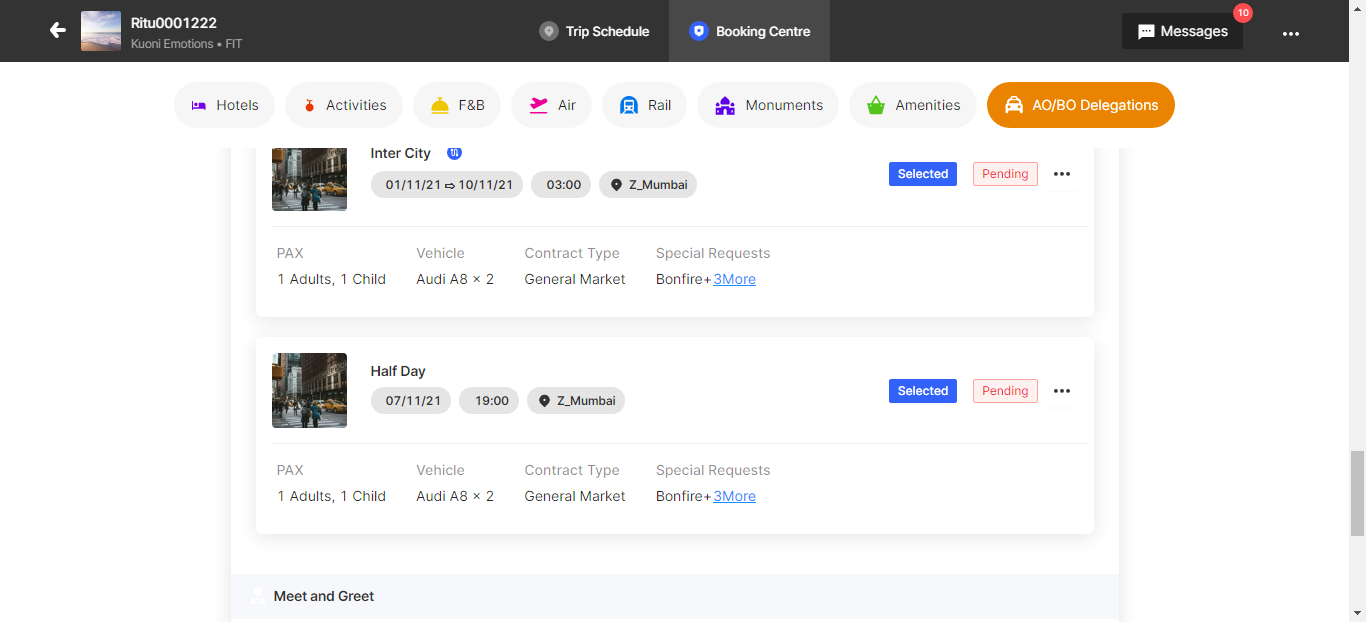 Ritu0001222
Kuoni Emotions • FIT
Trip Schedule
Booking Centre
Messages
10
Hotels
Activities
F&B
Air
Rail
Monuments
Amenities
AO/BO Delegations
Inter City
01/11/21 ⇨ 10/11/21
03:00
Z_Mumbai
Selected
Pending
PAX
Vehicle
Contract Type
Special Requests
1 Adults, 1 Child
Audi A8 × 2
General Market
Bonfire+3More
Half Day
07/11/21
19:00
Z_Mumbai
Selected
Pending
PAX
Vehicle
Contract Type
Special Requests
1 Adults, 1 Child
Audi A8 × 2
General Market
Bonfire+3More
Meet and Greet